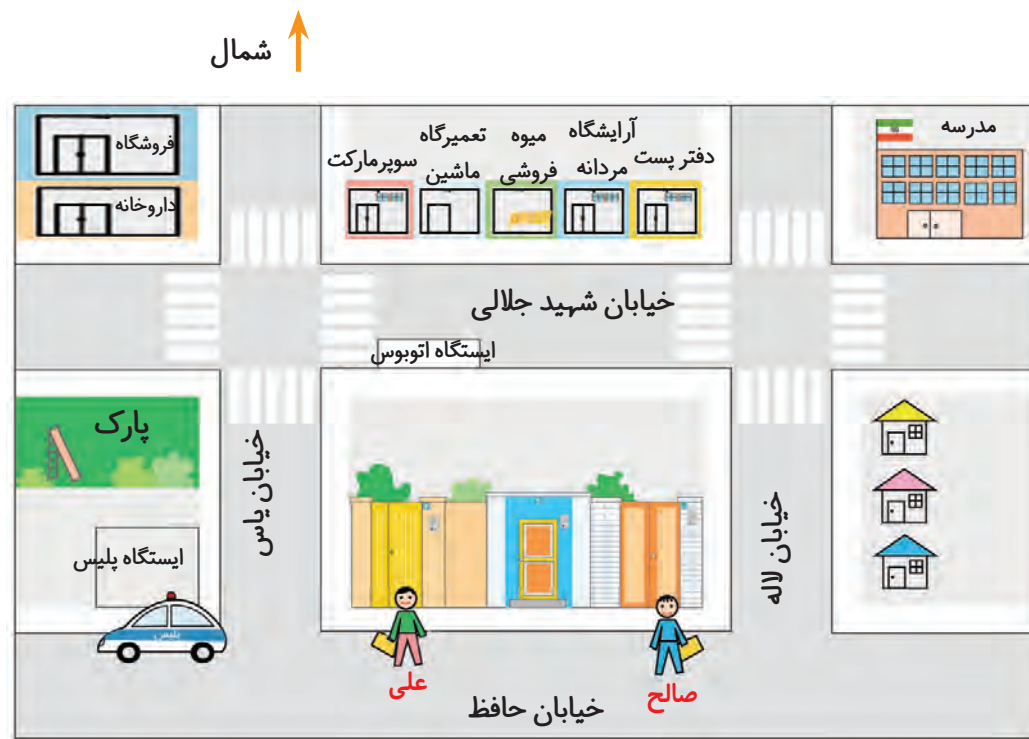 شمال
مدرسه
آرایشگاه
مردانه
دفتر پست
میوه
فروشی
تعمیرگاه
ماشین
سوپرمارکت
فروشگاه
داروخانه
خیابان شهید جلالی
ایستگاه اتوبوس
پارک
خیابان یاس
خیابان لاله
ایستگاه پلیس
پلیس
علی
صالح
خیابان حافظ